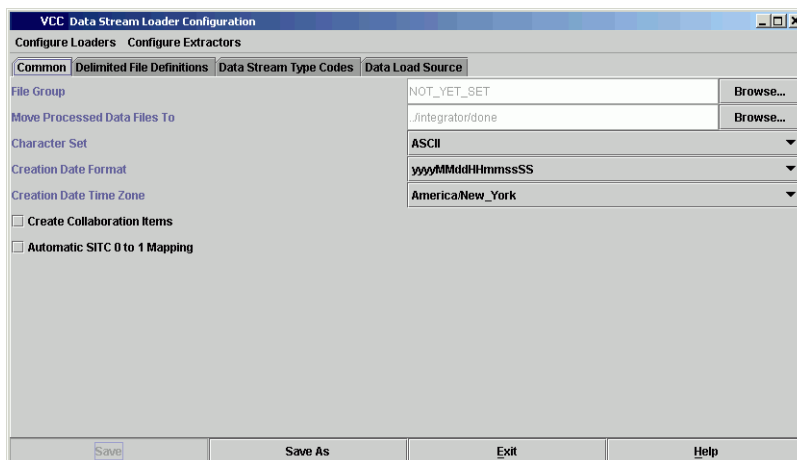 VCC Data Stream Loader Configuration
Configure Loaders Configure Extractors
Common Delimited File Definitions Data Stream Type Codes Data Load Source
File Group NOT_YET_SET Browse...
Move Processed Data Files To ../integrator/done Browse...
Character Set ASCII
Creation Date Format yyyyMMddHHmmssSS
Creation Date Time Zone America/New_York
Create Collaboration Items
Automatic SITC 0 to 1 Mapping
Save Save As Exit Help